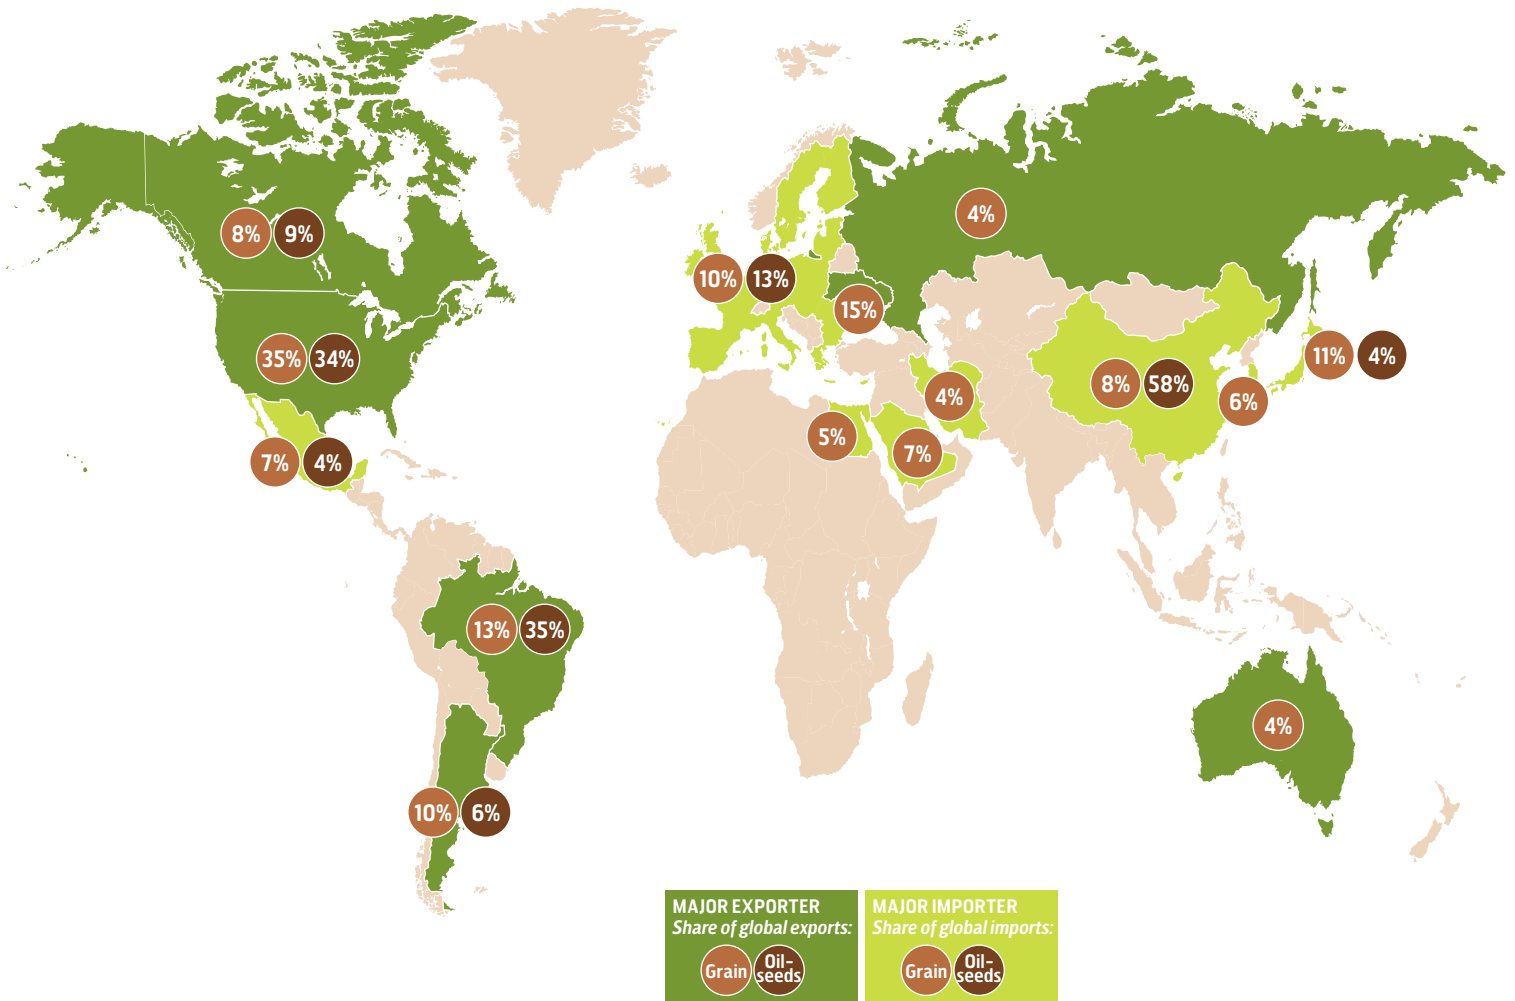 4%
8% 9%
10% 13%
15%
35% 34%
11% 4%
8% 58%
4%
6%
5%
7%
7% 4%
13% 35%
4%
10% 6%
MAJOR EXPORTER
Share of global exports:
Grain
Oil-
seeds
MAJOR IMPORTER
Share of global imports:
Grain
Oil-
seeds